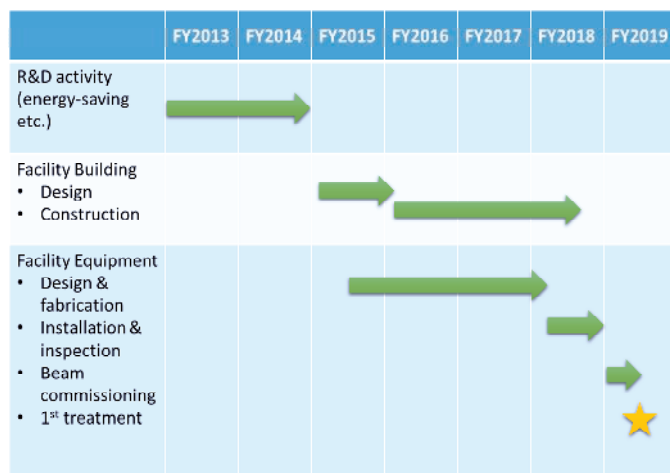 FY2013 FY2014 FY2015 FY2016 FY2017 FY2018 FY2019
R&D activity
(energy-saving
etc.)
Facility Building
• Design
• Construction
Facility Equipment
• Design &
fabrication
• Installation &
inspection
• Beam
commissioning
• 1st treatment